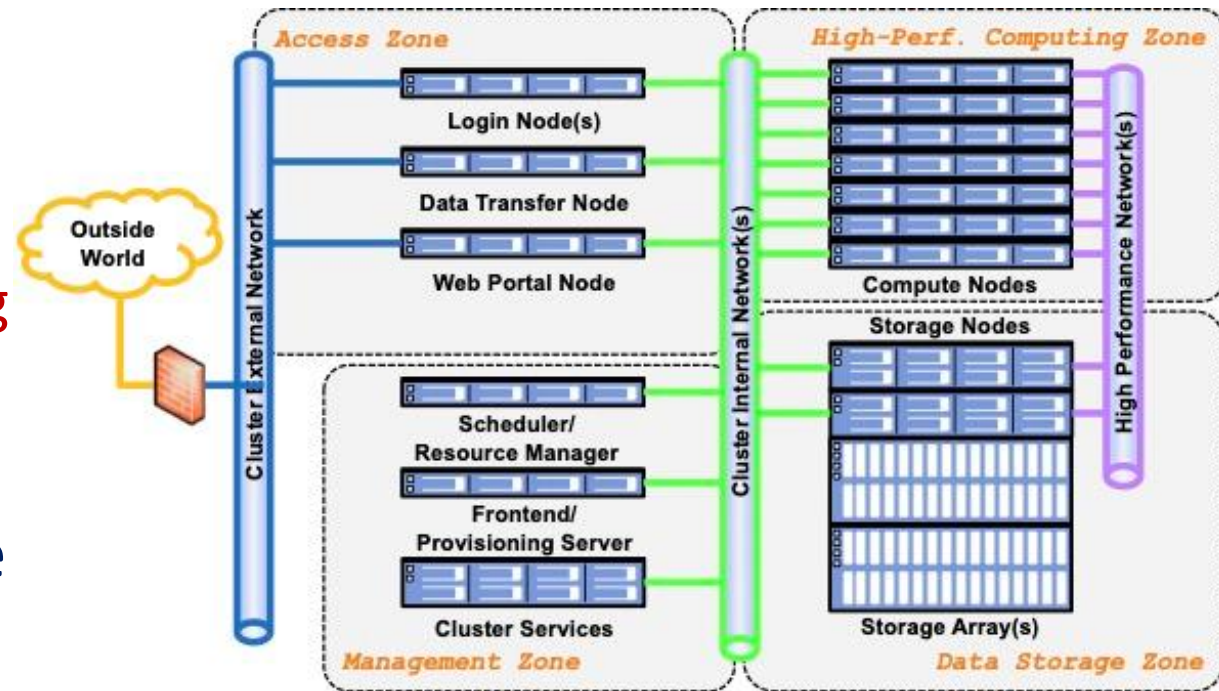 Access Zone
High-Perf. Computing Zone
Login Node(s)
Data Transfer Node
Web Portal Node
Outside
World
Cluster External Network
Cluster Internal Network(s)
High Performance Network(s)
Compute Nodes
Storage Nodes
g
Scheduler/
Resource Manager
Frontend/
Provisioning Server
e
Cluster Services
Storage Array(s)
Management Zone
Data Storage Zone